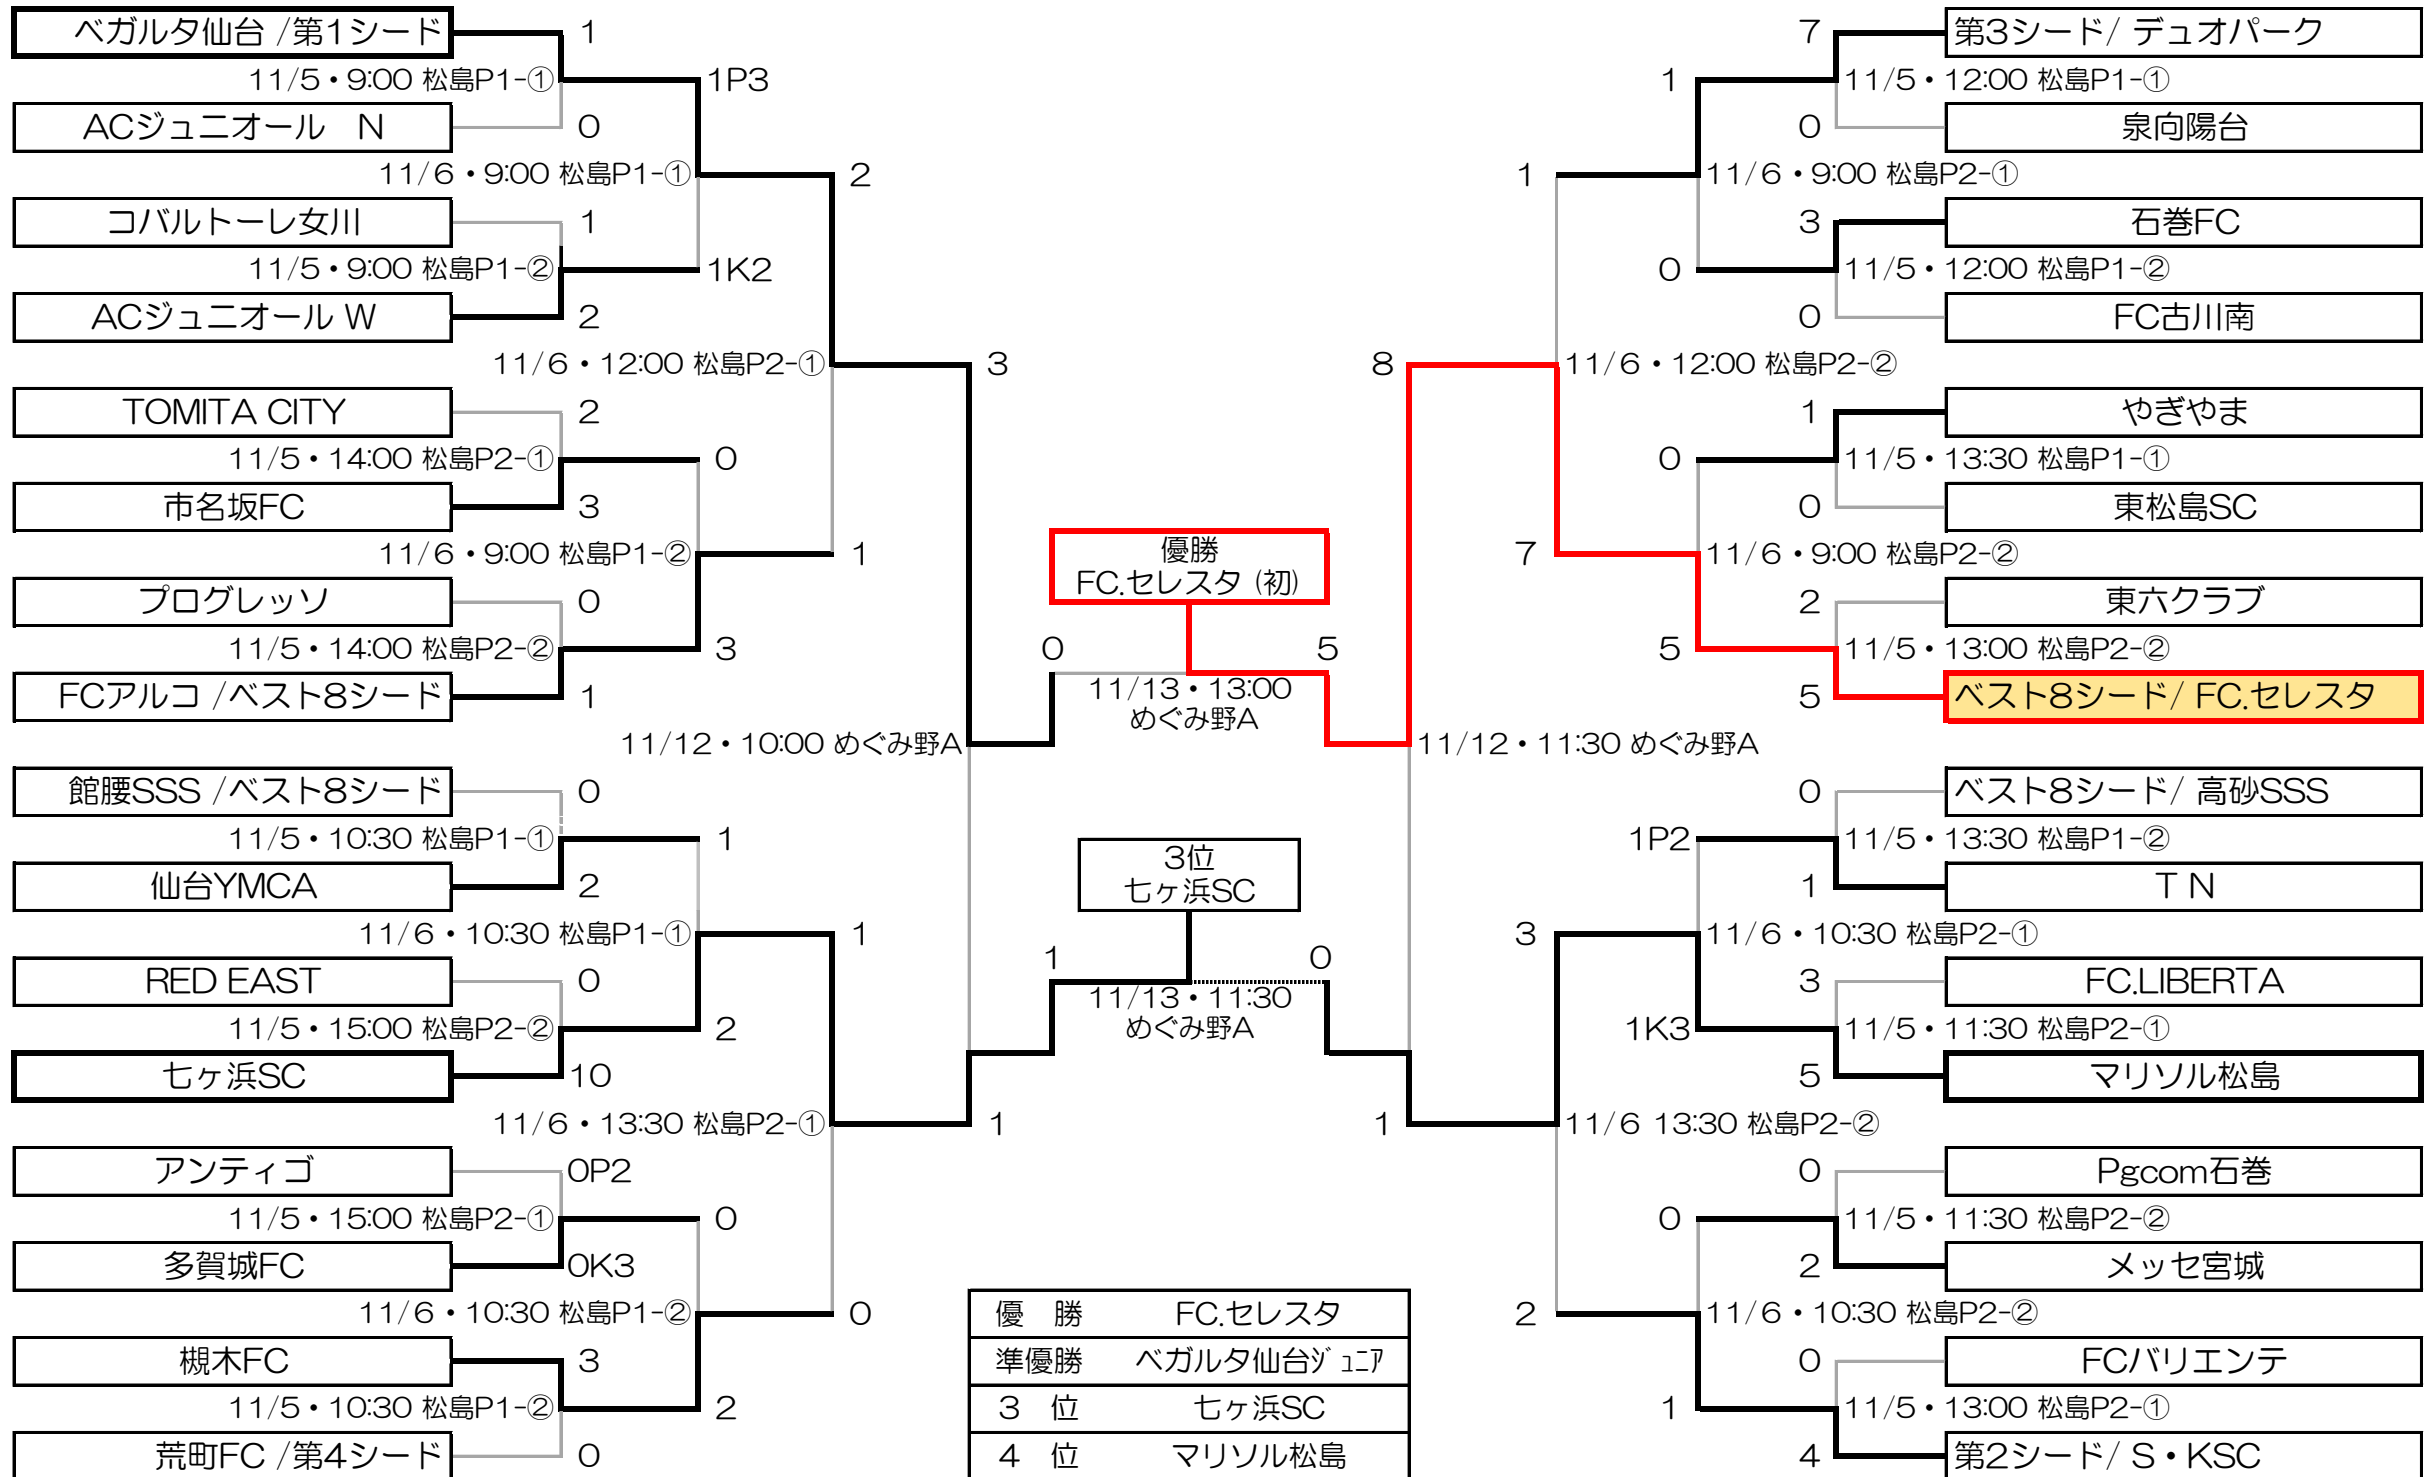 ベガルタ仙台 /第1シード
1
11/5・9:00 松島P1-①
1P3
ACジュニオール　N
0
11/6・9:00 松島P1-①
2
コバルトーレ女川
1
11/5・9:00 松島P1-②
1K2
ACジュニオール W
2
11/6・12:00 松島P2-①
3
TOMITA CITY
2
11/5・14:00 松島P2-①
0
市名坂FC
3
11/6・9:00 松島P1-②
1
プログレッソ
0
11/5・14:00 松島P2-②
3
FCアルコ /ベスト8シード
1
11/12・10:00 めぐみ野A
館腰SSS /ベスト8シード
0
11/5・10:30 松島P1-①
1
仙台YMCA
2
11/6・10:30 松島P1-①
1
RED EAST
0
11/5・15:00 松島P2-②
2
七ヶ浜SC
10
11/6・13:30 松島P2-①
1
アンティゴ
0P2
11/5・15:00 松島P2-①
0
多賀城FC
0K3
11/6・10:30 松島P1-②
0
槻木FC
3
11/5・10:30 松島P1-②
2
荒町FC /第4シード
0
優勝
FC.セレスタ (初)
0
5
11/13・13:00
めぐみ野A
3位
七ヶ浜SC
1
0
11/13・11:30
めぐみ野A
優　勝 FC.セレスタ
準優勝 ベガルタ仙台ｼﾞｭﾆｱ
3　位 七ヶ浜SC
4　位 マリソル松島
7
第3シード/ デュオパーク
1
11/5・12:00 松島P1-①
0
泉向陽台
1
11/6・9:00 松島P2-①
3
石巻FC
0
11/5・12:00 松島P1-②
0
FC古川南
8
11/6・12:00 松島P2-②
1
やぎやま
0
11/5・13:30 松島P1-①
0
東松島SC
7
11/6・9:00 松島P2-②
2
東六クラブ
5
11/5・13:00 松島P2-②
5
ベスト8シード/ FC.セレスタ
11/12・11:30 めぐみ野A
0
ベスト8シード/ 高砂SSS
1P2
11/5・13:30 松島P1-②
1
T N
3
11/6・10:30 松島P2-①
3
FC.LIBERTA
1K3
11/5・11:30 松島P2-①
5
マリソル松島
1
11/6 13:30 松島P2-②
0
Pgcom石巻
0
11/5・11:30 松島P2-②
2
メッセ宮城
2
11/6・10:30 松島P2-②
0
FCバリエンテ
1
11/5・13:00 松島P2-①
4
第2シード/ S・KSC